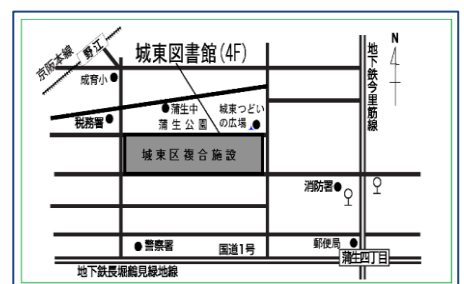 京阪本線
野江
城東図書館(4F)
N
成育小
地下鉄今里筋線
蒲生中
城東つどい
の広場
税務署
蒲生公園
城東区複合施設
消防署
警察署
国道1号
郵便局
蒲生四丁目
地下鉄長堀鶴見緑地線